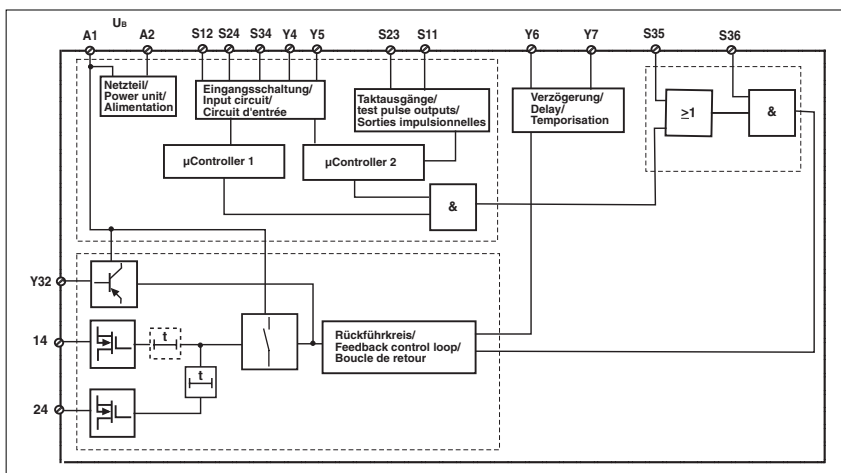 UB
A1 A2 S12 S24 S34 Y4 Y5 S23 S11 Y6 Y7 S35 S36
Netzteil/
Power unit/
Alimentation
Eingangsschaltung/
Input circuit/
Circuit d'entrée
Taktausgänge/
test pulse outputs/
Sorties impulsionnelles
Verzögerung/
Delay/
Temporisation
≥1
&
µController 1
µController 2
&
Y32
14
t
Rückführkreis/
Feedback control loop/
Boucle de retour
t
24